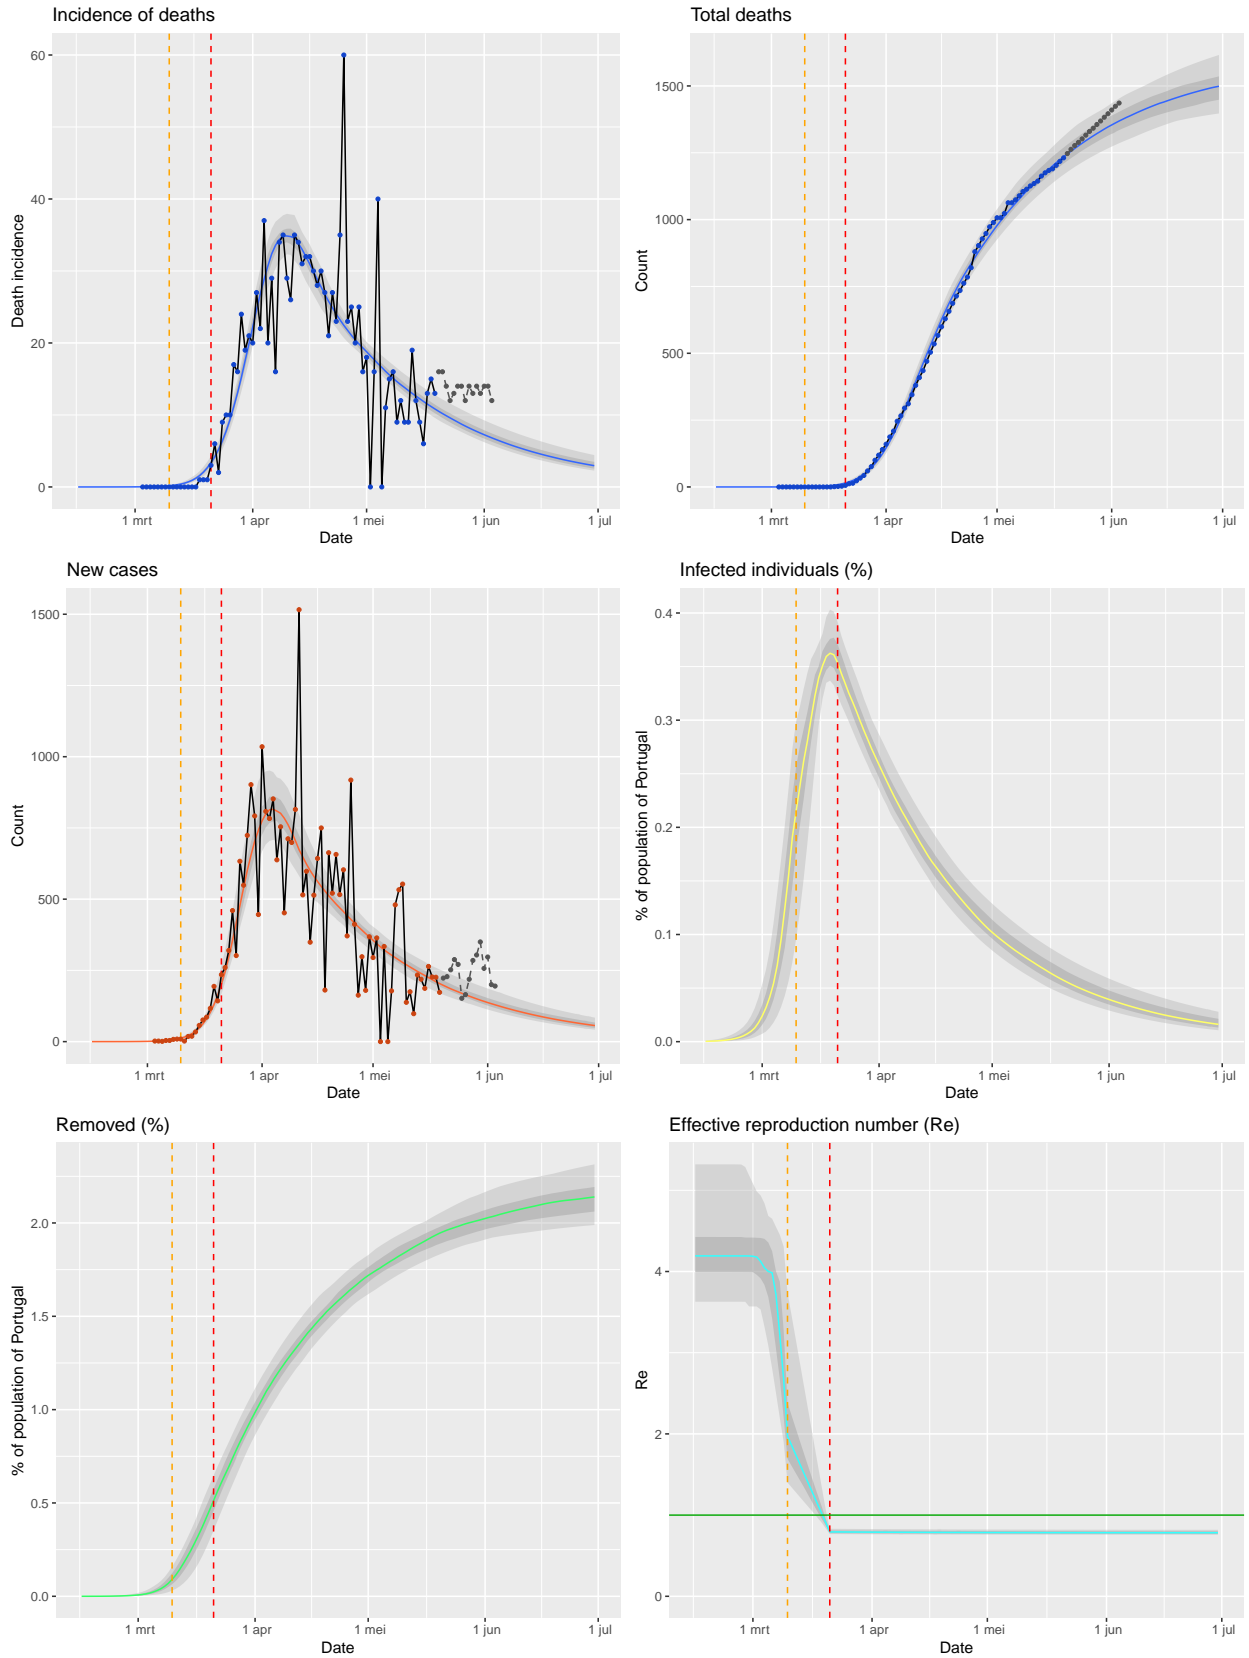 Incidence of deaths
Death incidence
60
40
20
0
1 mrt 1 apr 1 mei 1 jun 1 jul
Date
Total deaths
Count
1500
1000
500
0
1 mrt 1 apr 1 mei 1 jun 1 jul
Date
New cases
Count
1500
1000
500
0
1 mrt 1 apr 1 mei 1 jun 1 jul
Date
Infected individuals (%)
% of population of Portugal
0.4
0.3
0.2
0.1
0.0
1 mrt 1 apr 1 mei 1 jun 1 jul
Date
Removed (%)
% of population of Portugal
2.0
1.5
1.0
0.5
0.0
1 mrt 1 apr 1 mei 1 jun 1 jul
Date
Effective reproduction number (Re)
Re
4
2
0
1 mrt 1 apr 1 mei 1 jun 1 jul
Date